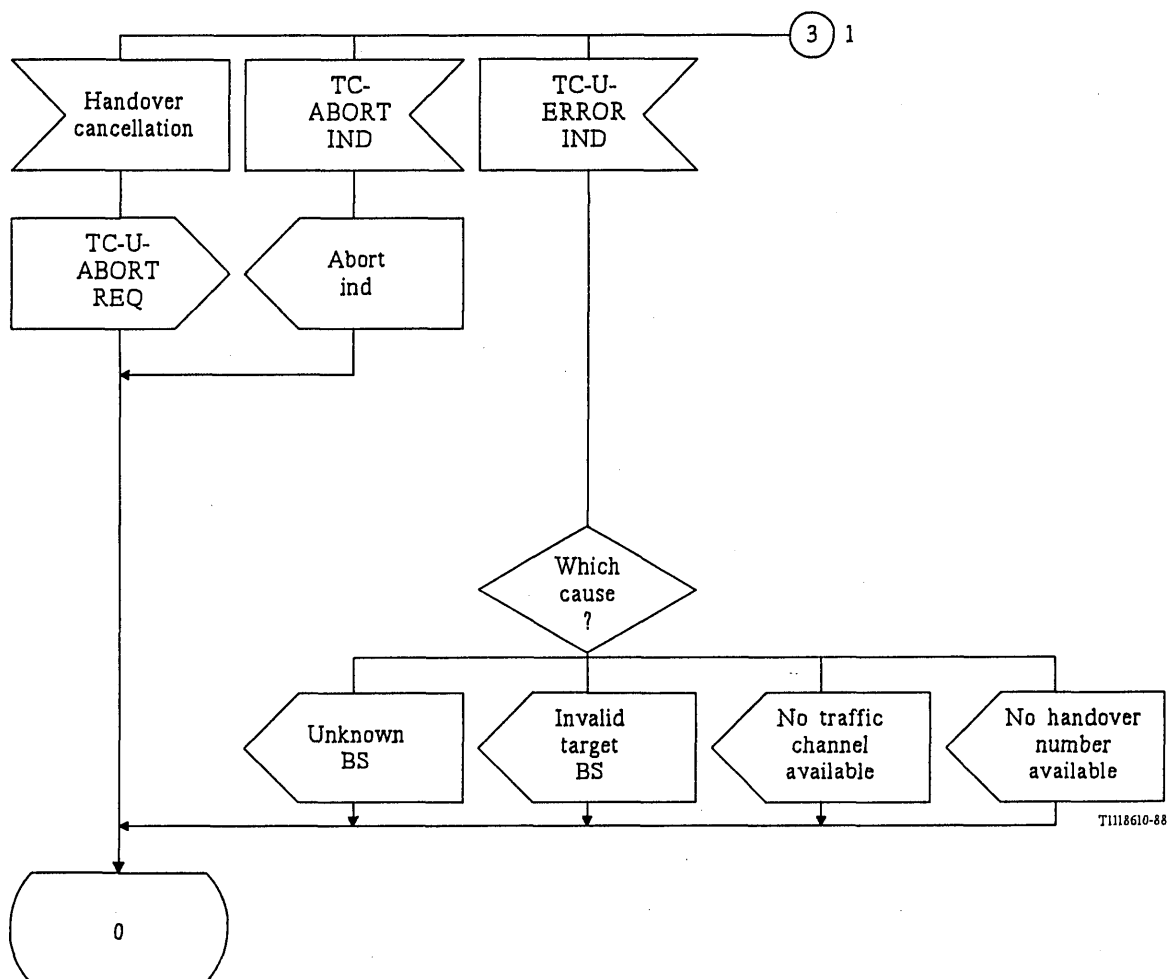 3 1
Handover
cancellation
TC-
ABORT
IND
TC-U-
ERROR
IND
TC-U-
ABORT
REQ
Abort
ind
Which
cause
?
Unknown
BS
Invalid
target
BS
No traffic
channel
available
No handover
number
available
T1118610-88
0